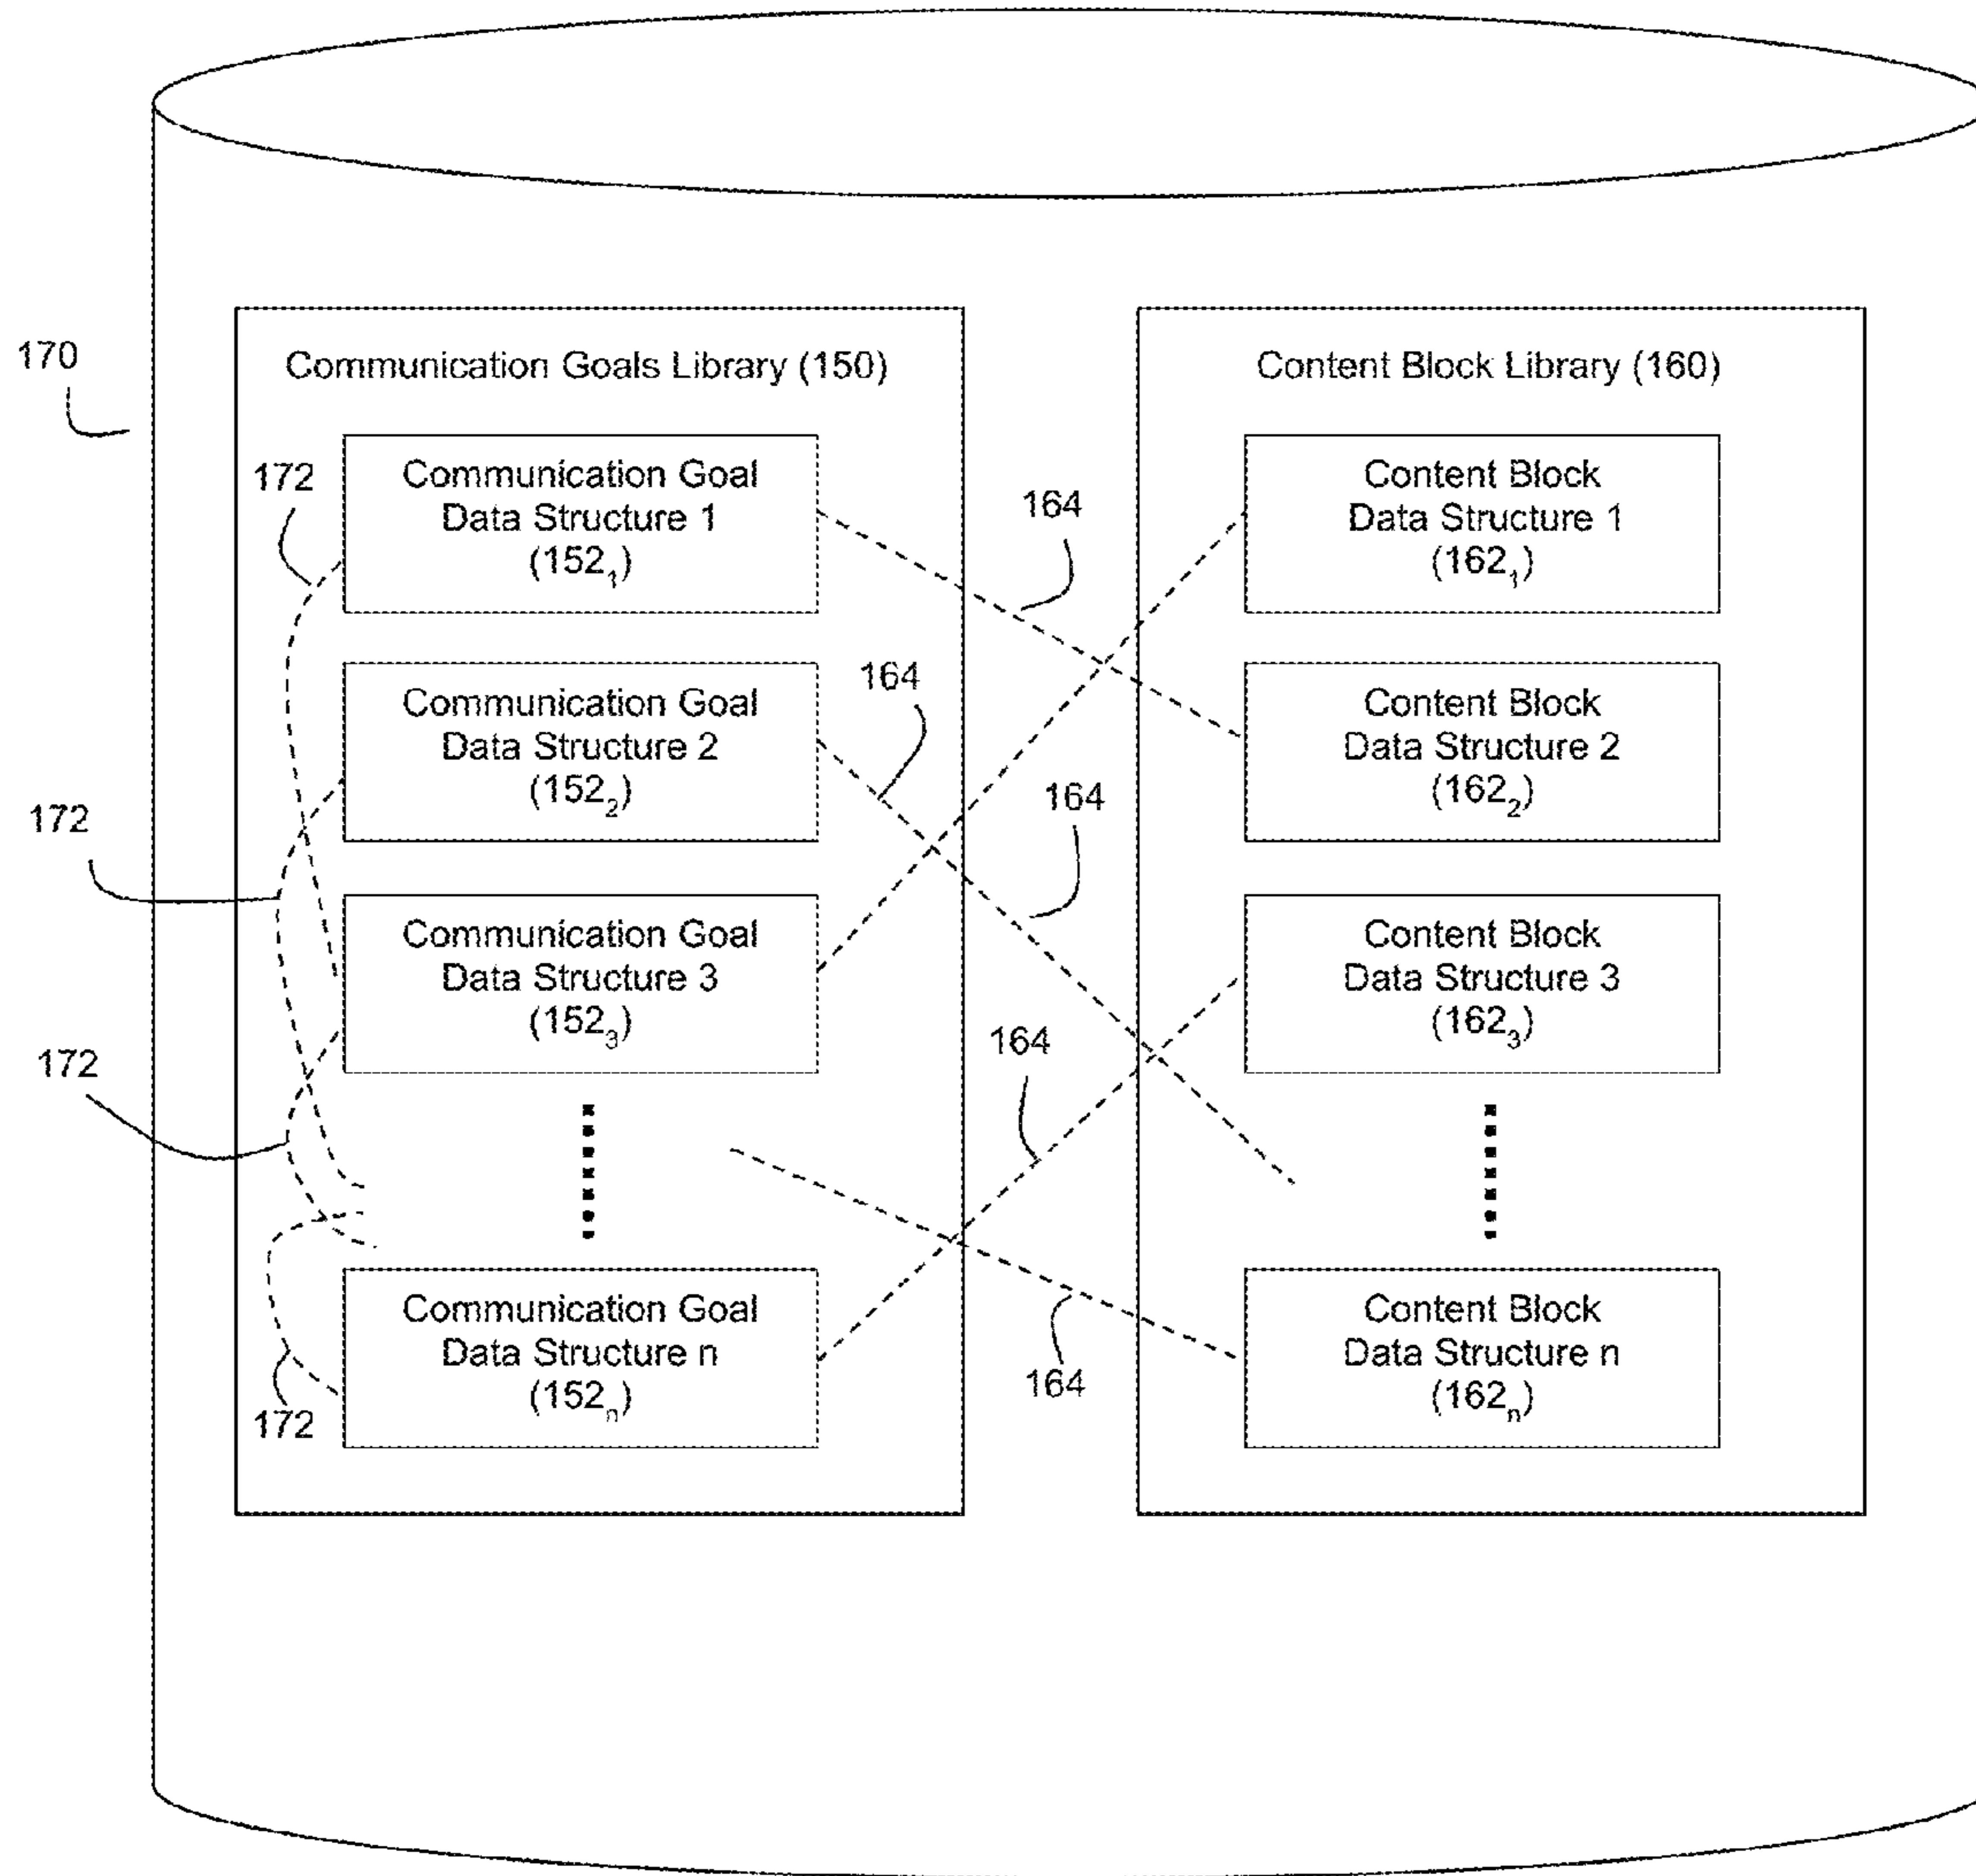 170
Communication Goals Library (150)
172
Communication Goal
Data Structure 1
(152₁)
Communication Goal
Data Structure 2
(152₂)
172
Communication Goal
Data Structure 3
(152₃)
172
Communication Goal
Data Structure n
(152ₙ)
172
164
164
164
164
164
Content Block Library (160)
Content Block
Data Structure 1
(162₁)
Content Block
Data Structure 2
(162₂)
Content Block
Data Structure 3
(162₃)
Content Block
Data Structure n
(162ₙ)